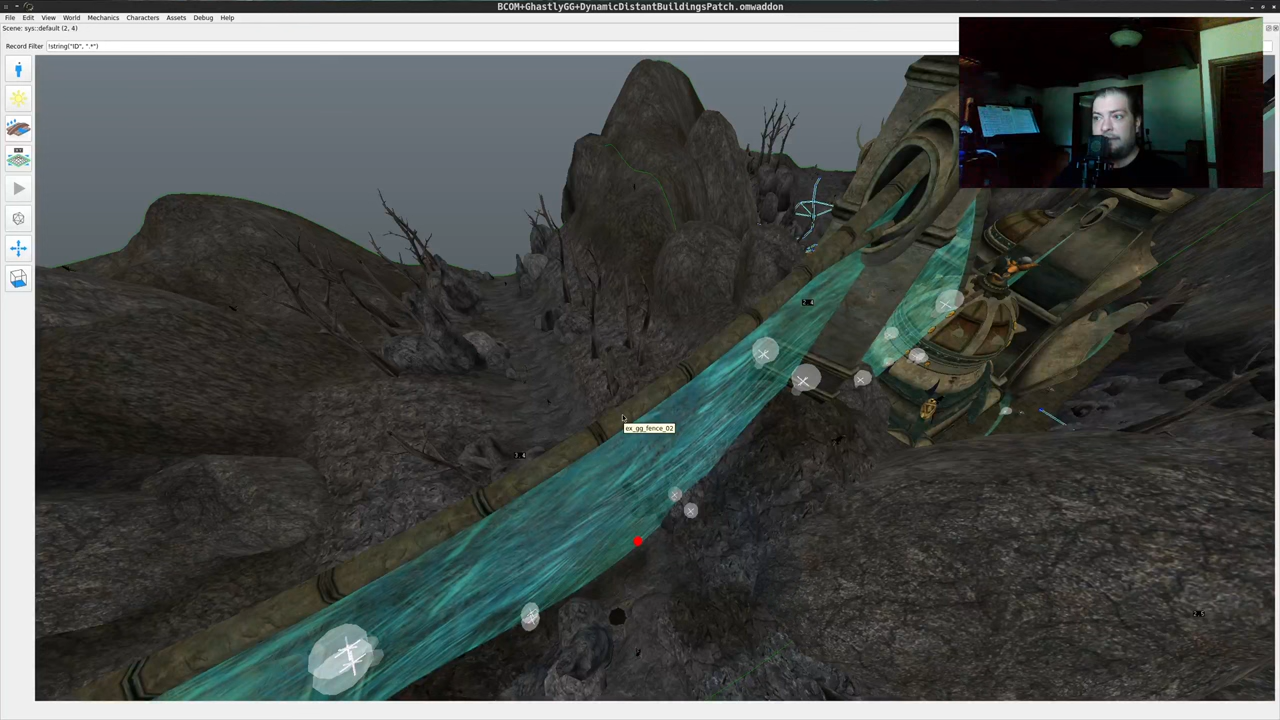 BCOM+GhastlyGG+DynamicDistantBuildingsPatch.omwaddon
File Edit View World Mechanics Characters Assets Debug Help
Scene: sys::default (2, 4)
Record Filter !string("ID", ".*")
ex_gg_fence_02